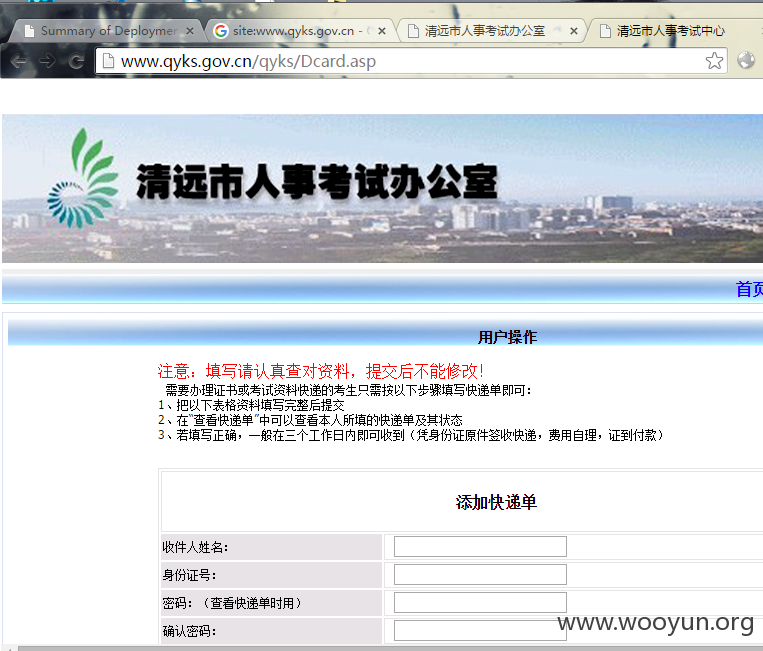 Summary of Deploymer
site:www.qyks.gov.cn -
清远市人事考试办公室
清远市人事考试中心
www.qyks.gov.cn/qyks/Dcard.asp
清远市人事考试办公室
首页
用户操作
注意：填写请认真查对资料，提交后不能修改！
需要办理证书或考试资料快递的考生只需按以下步骤填写快递单即可：
1、把以下表格资料填写完整后提交
2、在“查看快递单”中可以查看本人所填的快递单及其状态
3、若填写正确，一般在三个工作日内即可收到（凭身份证原件签收快递，费用自理，证到付款）
添加快递单
收件人姓名：
身份证号：
密码：（查看快递单时用）
确认密码：
www.wooyun.org